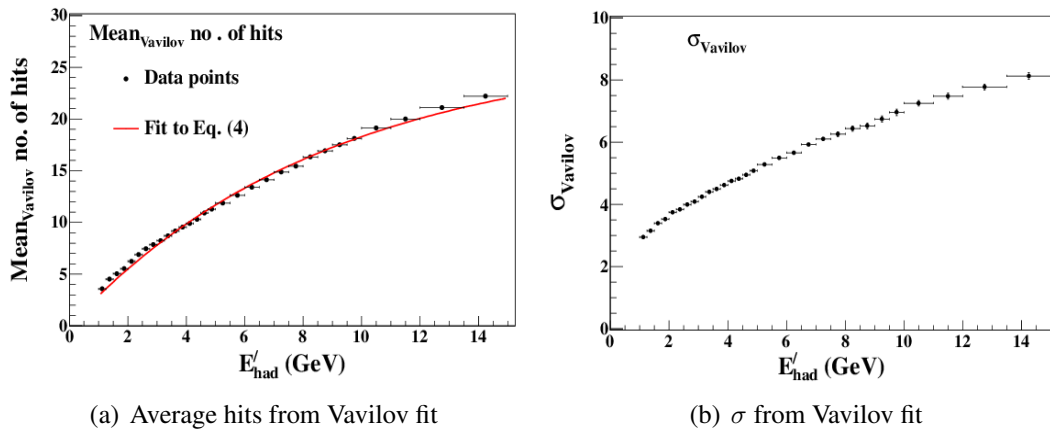 Mean_Vavilov no. of hits
30
25
20
15
10
5
0
Mean_Vavilov no . of hits
Data points
Fit to Eq. (4)
0 2 4 6 8 10 12 14
E′_had (GeV)
(a) Average hits from Vavilov fit
σ_Vavilov
10
8
6
4
2
0
σ_Vavilov
0 2 4 6 8 10 12 14
E′_had (GeV)
(b) σ from Vavilov fit